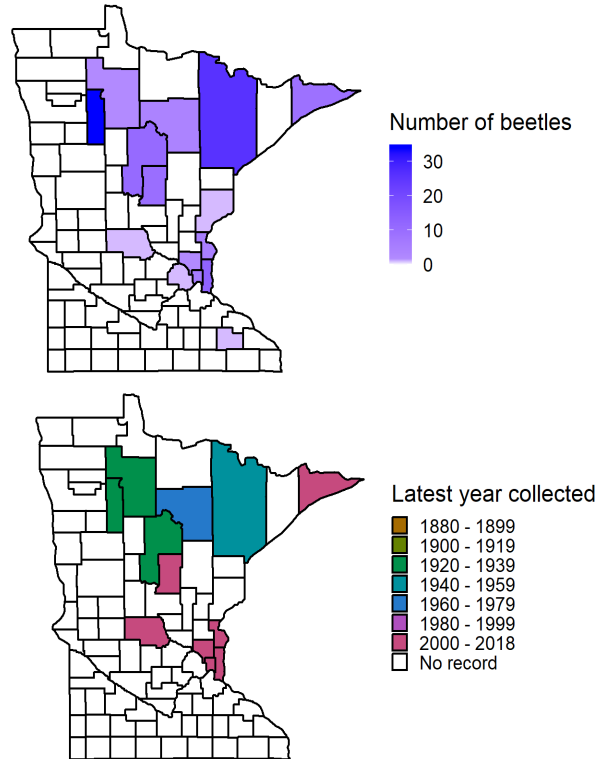 Number of beetles
30
20
10
0
Latest year collected
1880 - 1899
1900 - 1919
1920 - 1939
1940 - 1959
1960 - 1979
1980 - 1999
2000 - 2018
No record